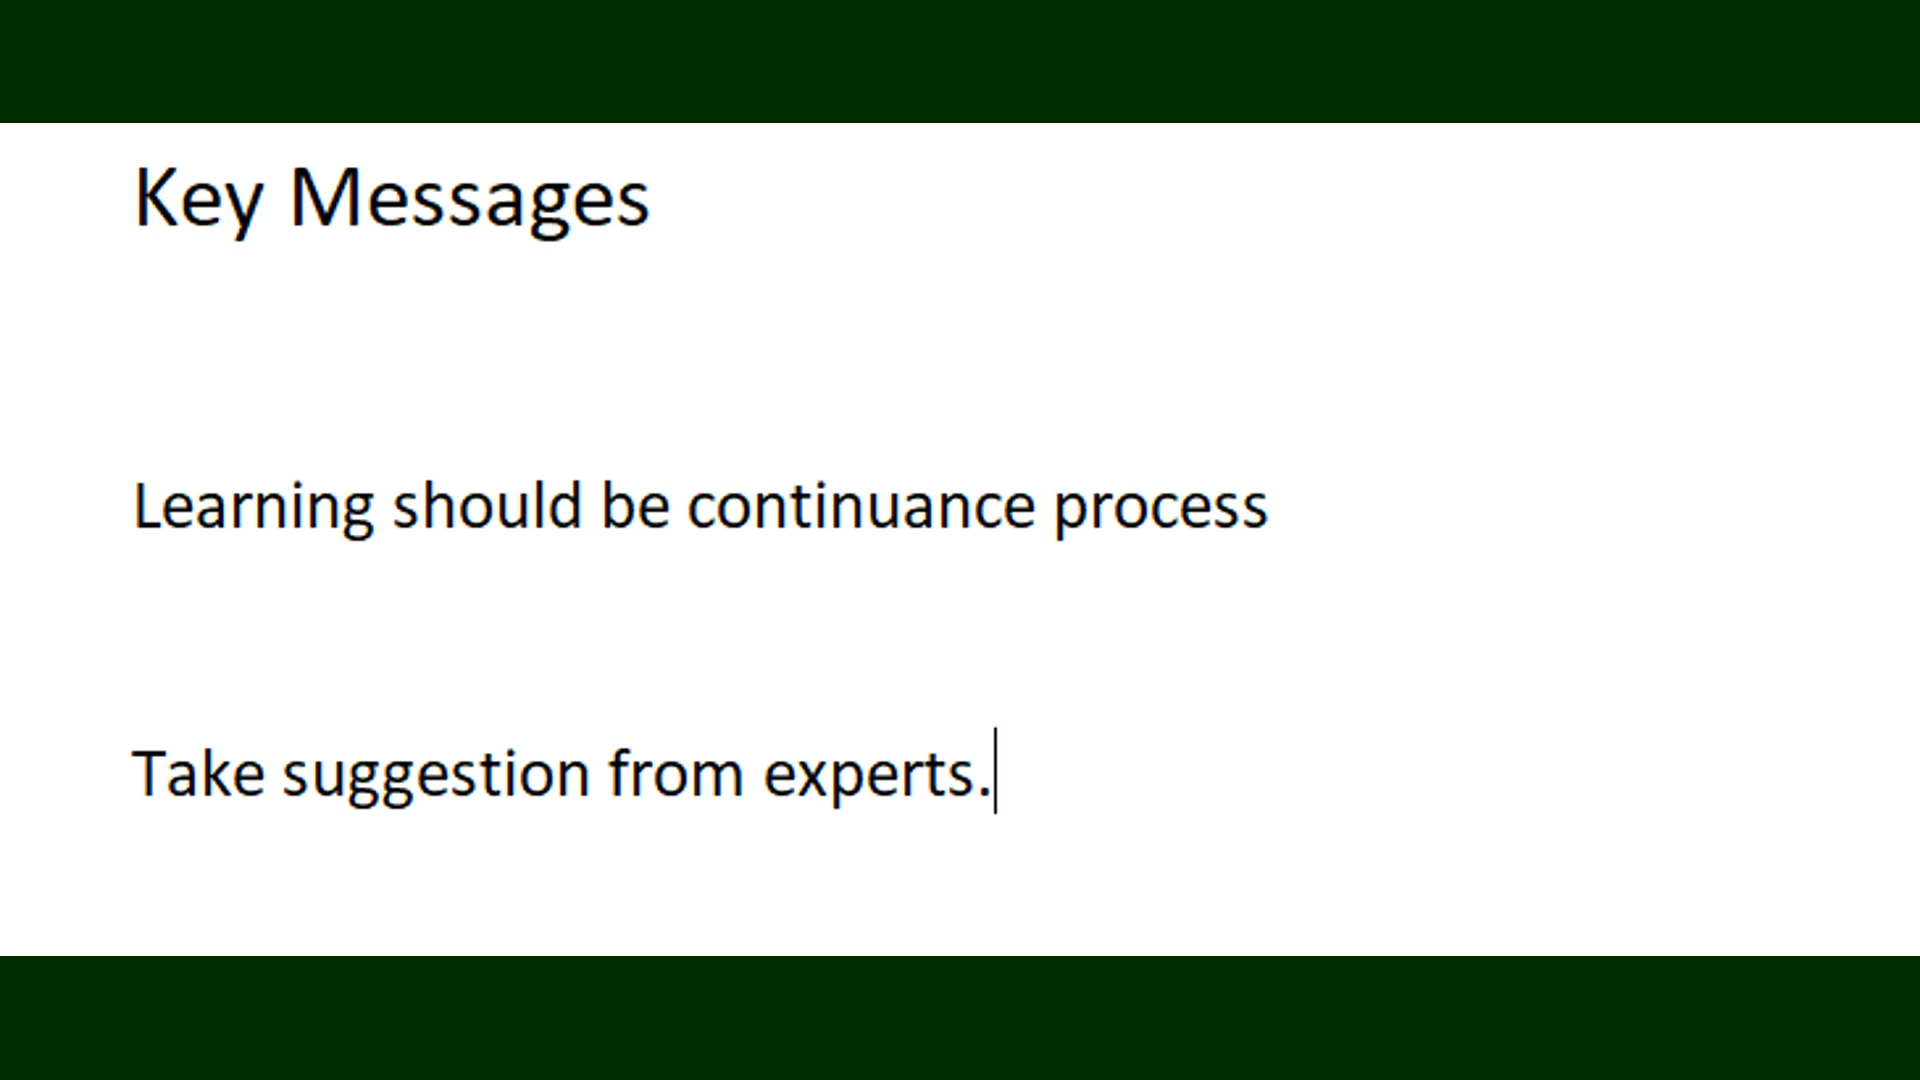 Key Messages
Learning should be continuance process
Take suggestion from experts.